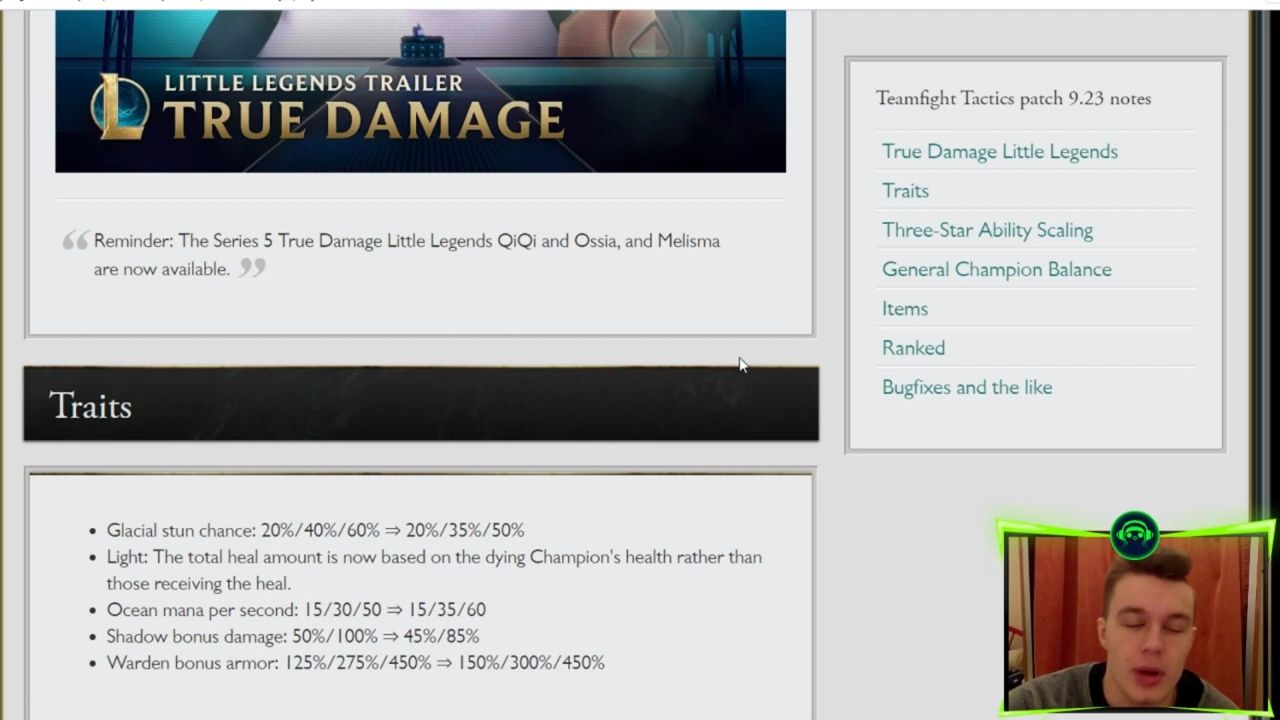 LITTLE LEGENDS TRAILER
TRUE DAMAGE
Reminder: The Series 5 True Damage Little Legends QiQi and Ossia, and Melisma
are now available.
Traits
• Glacial stun chance: 20%/40%/60% ⇒ 20%/35%/50%
• Light: The total heal amount is now based on the dying Champion's health rather than
those receiving the heal.
• Ocean mana per second: 15/30/50 ⇒ 15/35/60
• Shadow bonus damage: 50%/100% ⇒ 45%/85%
• Warden bonus armor: 125%/275%/450% ⇒ 150%/300%/450%
Teamfight Tactics patch 9.23 notes
True Damage Little Legends
Traits
Three-Star Ability Scaling
General Champion Balance
Items
Ranked
Bugfixes and the like